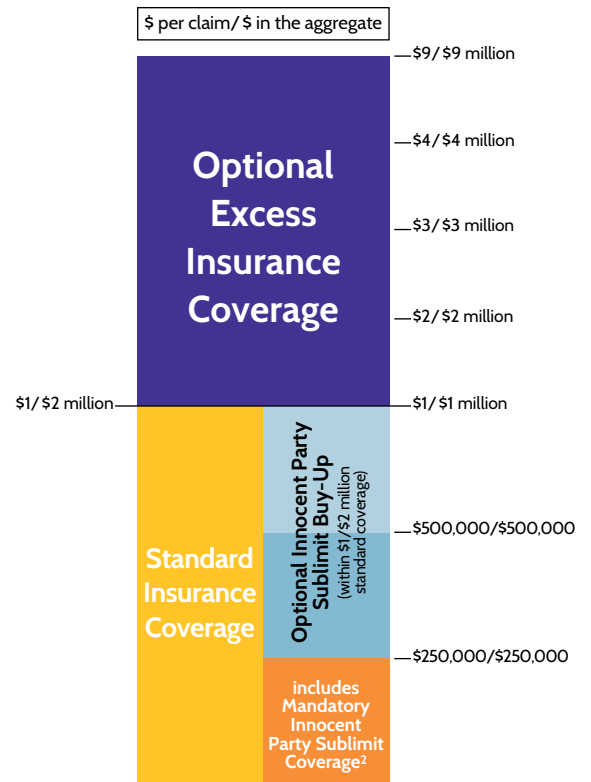 $ per claim/ $ in the aggregate
$9/ $9 million
$4/ $4 million
$3/ $3 million
$2/ $2 million
Optional
Excess
Insurance
Coverage
$1/ $2 million
$1/ $1 million
Optional Innocent Party
Sublimit Buy-Up
(within $1/$2 million
standard coverage)
$500,000/$500,000
Standard
Insurance
Coverage
$250,000/$250,000
includes
Mandatory
Innocent
Party Sublimit
Coverage²